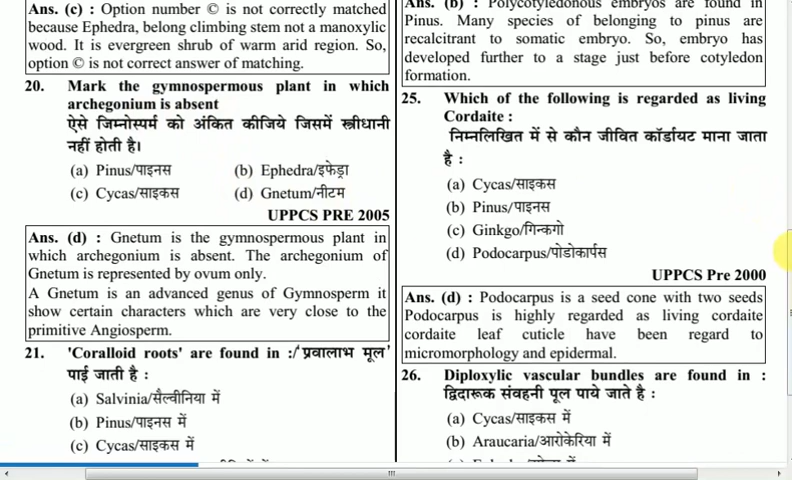 Ans. (c) : Option number © is not correctly matched
because Ephedra, belong climbing stem not a manoxylic
wood. It is evergreen shrub of warm arid region. So,
option © is not correct answer of matching.
20. Mark the gymnospermous plant in which
archegonium is absent
ऐसे जिम्नोस्पर्म को अंकित कीजिये जिसमें स्त्रीधानी
नहीं होती है।
(a) Pinus/पाइनस (b) Ephedra/इफेड्रा
(c) Cycas/साइकस (d) Gnetum/नीटम
UPPCS PRE 2005
Ans. (d) : Gnetum is the gymnospermous plant in
which archegonium is absent. The archegonium of
Gnetum is represented by ovum only.
A Gnetum is an advanced genus of Gymnosperm it
show certain characters which are very close to the
primitive Angiosperm.
21. 'Coralloid roots' are found in :/'प्रवालाभ मूल'
पाई जाती है :
(a) Salvinia/सैल्वीनिया में
(b) Pinus/पाइनस में
(c) Cycas/साइकस में
Ans. (b) : Polycotyledonous embryos are found in
Pinus. Many species of belonging to pinus are
recalcitrant to somatic embryo. So, embryo has
developed further to a stage just before cotyledon
formation.
25. Which of the following is regarded as living
Cordaite :
निम्नलिखित में से कौन जीवित कॉर्डायट माना जाता
है :
(a) Cycas/साइकस
(b) Pinus/पाइनस
(c) Ginkgo/गिन्कगो
(d) Podocarpus/पोडोकार्पस
UPPCS Pre 2000
Ans. (d) : Podocarpus is a seed cone with two seeds
Podocarpus is highly regarded as living cordaite
cordaite leaf cuticle have been regard to
micromorphology and epidermal.
26. Diploxylic vascular bundles are found in :
द्विदारूक संवहनी पूल पाये जाते है :
(a) Cycas/साइकस में
(b) Araucaria/आरोकेरिया में